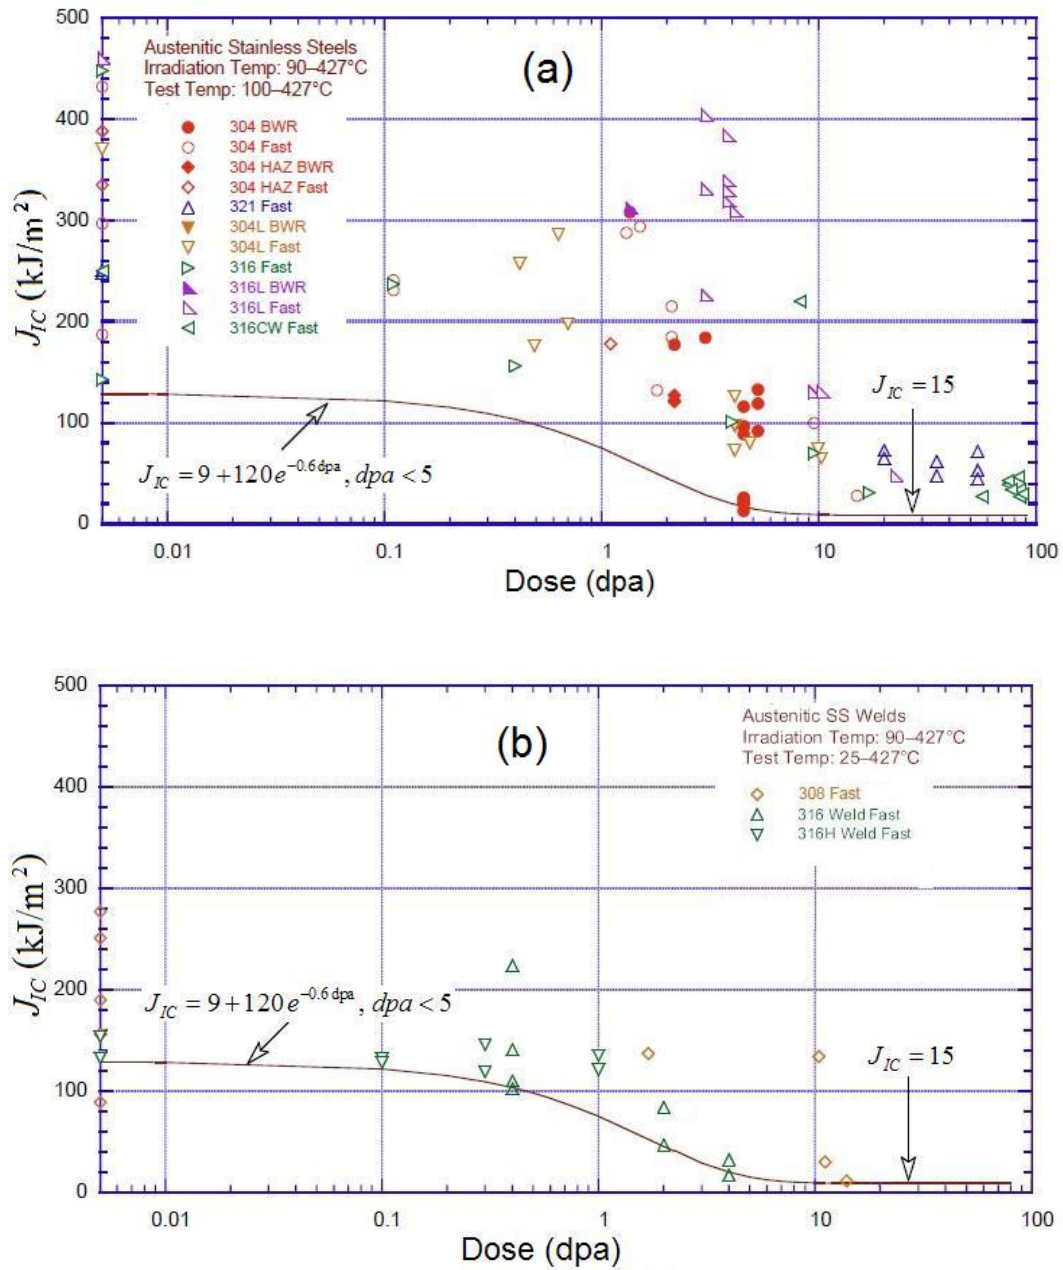 500
400
300
200
100
0
J_IC (kJ/m²)
(a)
Austenitic Stainless Steels
Irradiation Temp: 90–427°C
Test Temp: 100–427°C
304 BWR
304 Fast
304 HAZ BWR
304 HAZ Fast
321 Fast
304L BWR
304L Fast
316 Fast
316L BWR
316L Fast
316CW Fast
J_IC = 15
J_IC = 9 + 120 e^(−0.6 dpa), dpa < 5
0.01 0.1 1 10 100
Dose (dpa)
500
400
300
200
100
0
J_IC (kJ/m²)
(b)
Austenitic SS Welds
Irradiation Temp: 90–427°C
Test Temp: 25–427°C
308 Fast
316 Weld Fast
316H Weld Fast
J_IC = 9 + 120 e^(−0.6 dpa), dpa < 5
J_IC = 15
0.01 0.1 1 10 100
Dose (dpa)